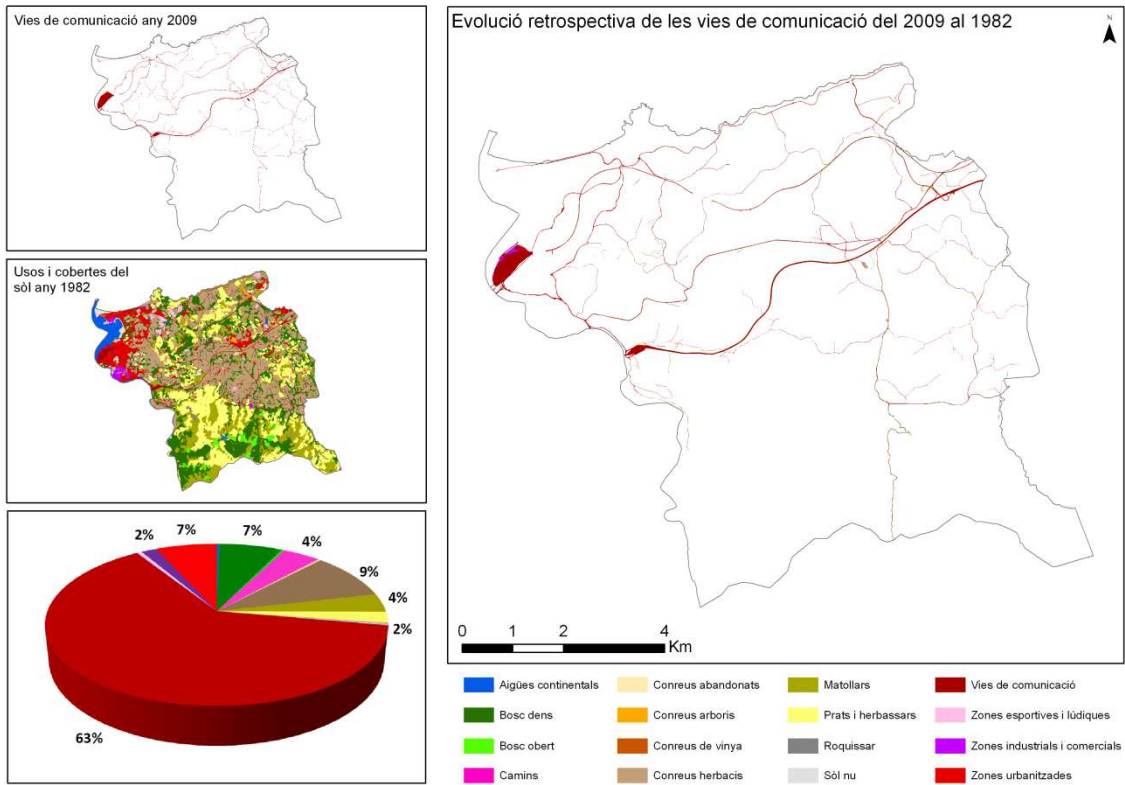 Vies de comunicació any 2009
Usos i cobertes del
sòl any 1982
2%
7%
7%
4%
9%
4%
2%
63%
Evolució retrospectiva de les vies de comunicació del 2009 al 1982
N
0 1 2 4
Km
Aigües continentals
Bosc dens
Bosc obert
Camins
Conreus abandonats
Conreus arboris
Conreus de vinya
Conreus herbacis
Matollars
Prats i herbassars
Roquissar
Sòl nu
Vies de comunicació
Zones esportives i lúdiques
Zones industrials i comercials
Zones urbanitzades